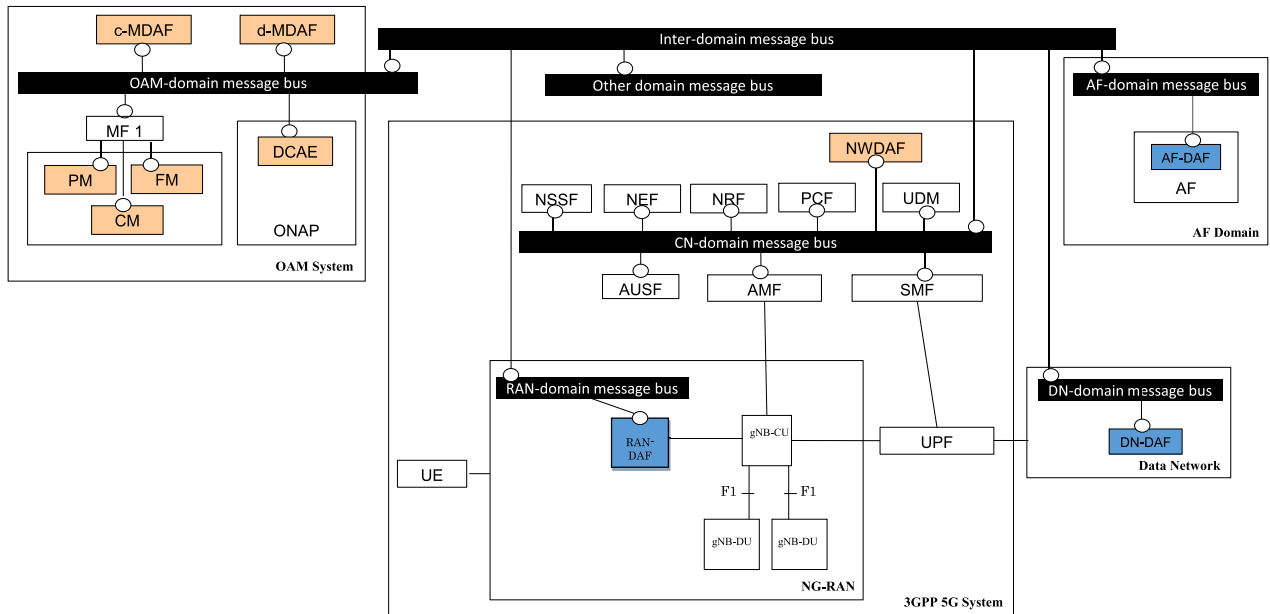 c-MDAF
d-MDAF
Inter-domain message bus
OAM-domain message bus
Other domain message bus
AF-domain message bus
MF 1
DCAE
PM
FM
CM
ONAP
OAM System
NWDAF
AF-DAF
AF
AF Domain
NSSF
NEF
NRF
PCF
UDM
CN-domain message bus
AUSF
AMF
SMF
RAN-domain message bus
DN-domain message bus
RAN-
DAF
gNB-CU
UPF
DN-DAF
Data Network
UE
F1
F1
gNB-DU
gNB-DU
NG-RAN
3GPP 5G System